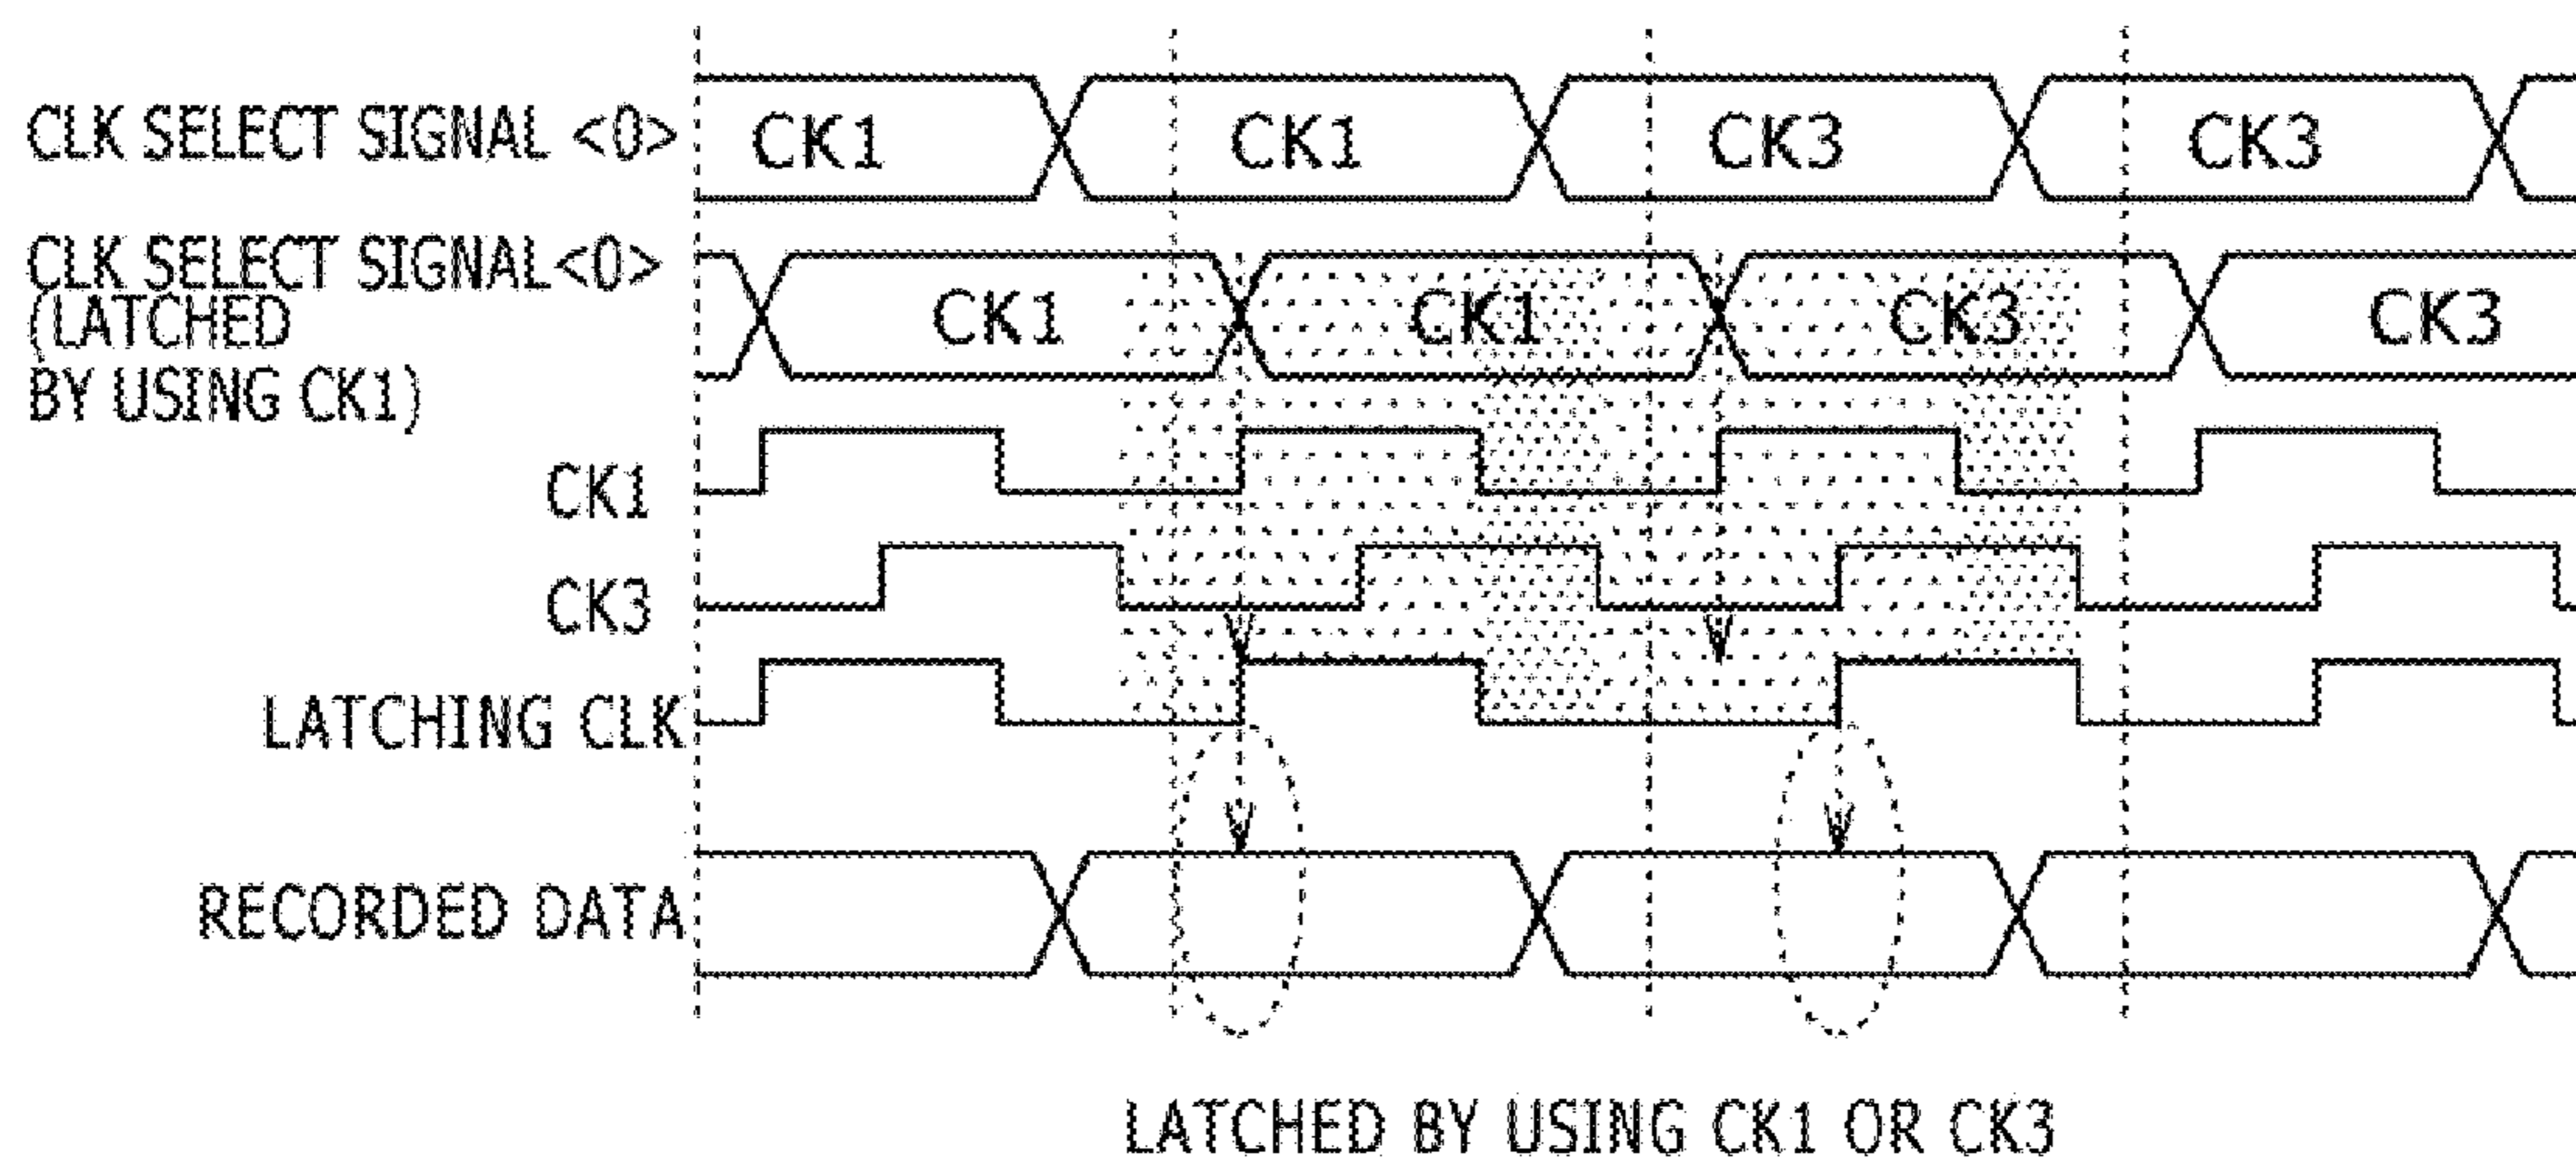 CLK SELECT SIGNAL <0>
CK1 CK1 CK3 CK3
CLK SELECT SIGNAL<0>
(LATCHED
BY USING CK1)
CK1 CK1 CK3 CK3
CK1
CK3
LATCHING CLK
RECORDED DATA
LATCHED BY USING CK1 OR CK3